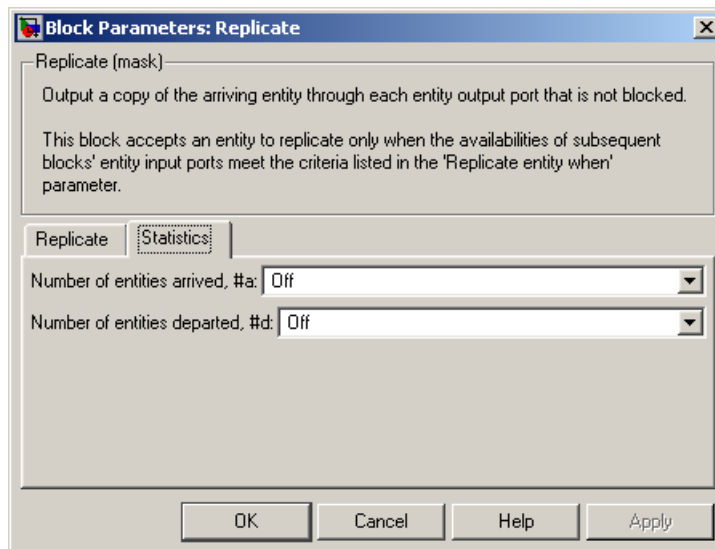 Block Parameters: Replicate
Replicate (mask)
Output a copy of the arriving entity through each entity output port that is not blocked.
This block accepts an entity to replicate only when the availabilities of subsequent
blocks' entity input ports meet the criteria listed in the 'Replicate entity when'
parameter.
Replicate Statistics
Number of entities arrived, #a: Off
Number of entities departed, #d: Off
OK Cancel Help Apply